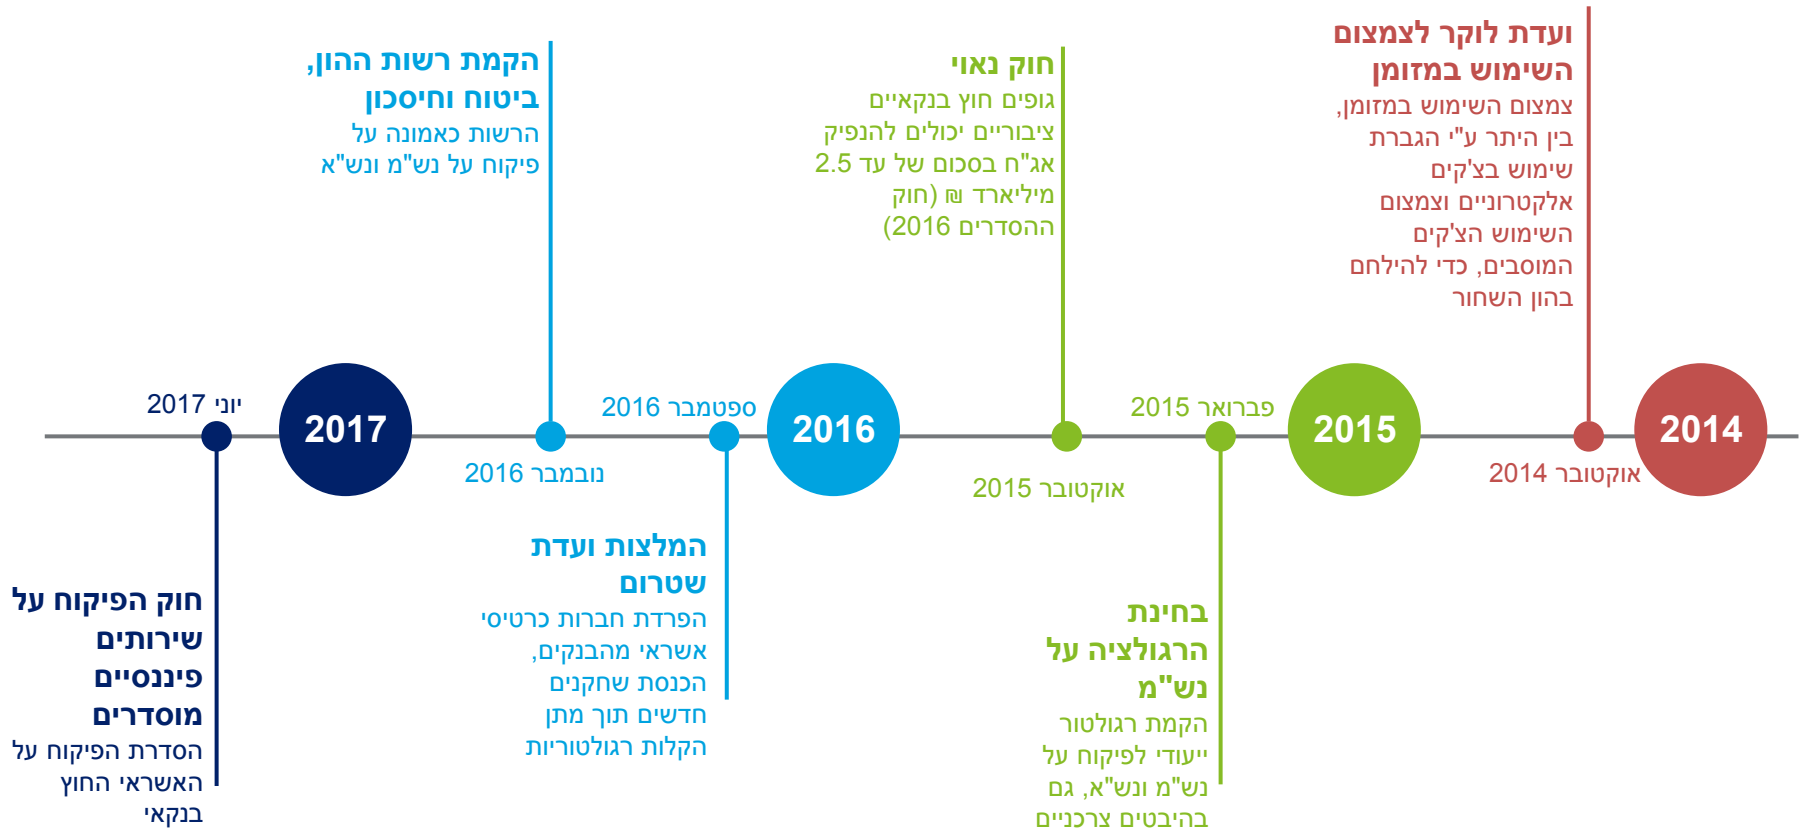 ועדת לוקר לצמצום
השימוש במזומן
צמצום השימוש במזומן,
בין היתר ע"י הגברת
שימוש בצ'קים
אלקטרוניים וצמצום
השימוש הצ'קים
המוסבים, כדי להילחם
בהון השחור
חוק נאוי
גופים חוץ בנקאיים
ציבוריים יכולים להנפיק
אג"ח בסכום של עד 2.5
מיליארד ₪ (חוק
ההסדרים 2016)
הקמת רשות ההון,
ביטוח וחיסכון
הרשות כאמונה על
פיקוח על נש"מ ונש"א
2014
אוקטובר 2014
2015
פברואר 2015
אוקטובר 2015
2016
ספטמבר 2016
נובמבר 2016
2017
יוני 2017
בחינת
הרגולציה על
נש"מ
הקמת רגולטור
ייעודי לפיקוח על
נש"מ ונש"א, גם
בהיבטים צרכניים
המלצות ועדת
שטרום
הפרדת חברות כרטיסי
אשראי מהבנקים,
הכנסת שחקנים
חדשים תוך מתן
הקלות רגולטוריות
חוק הפיקוח על
שירותים
פיננסיים
מוסדרים
הסדרת הפיקוח על
האשראי החוץ
בנקאי